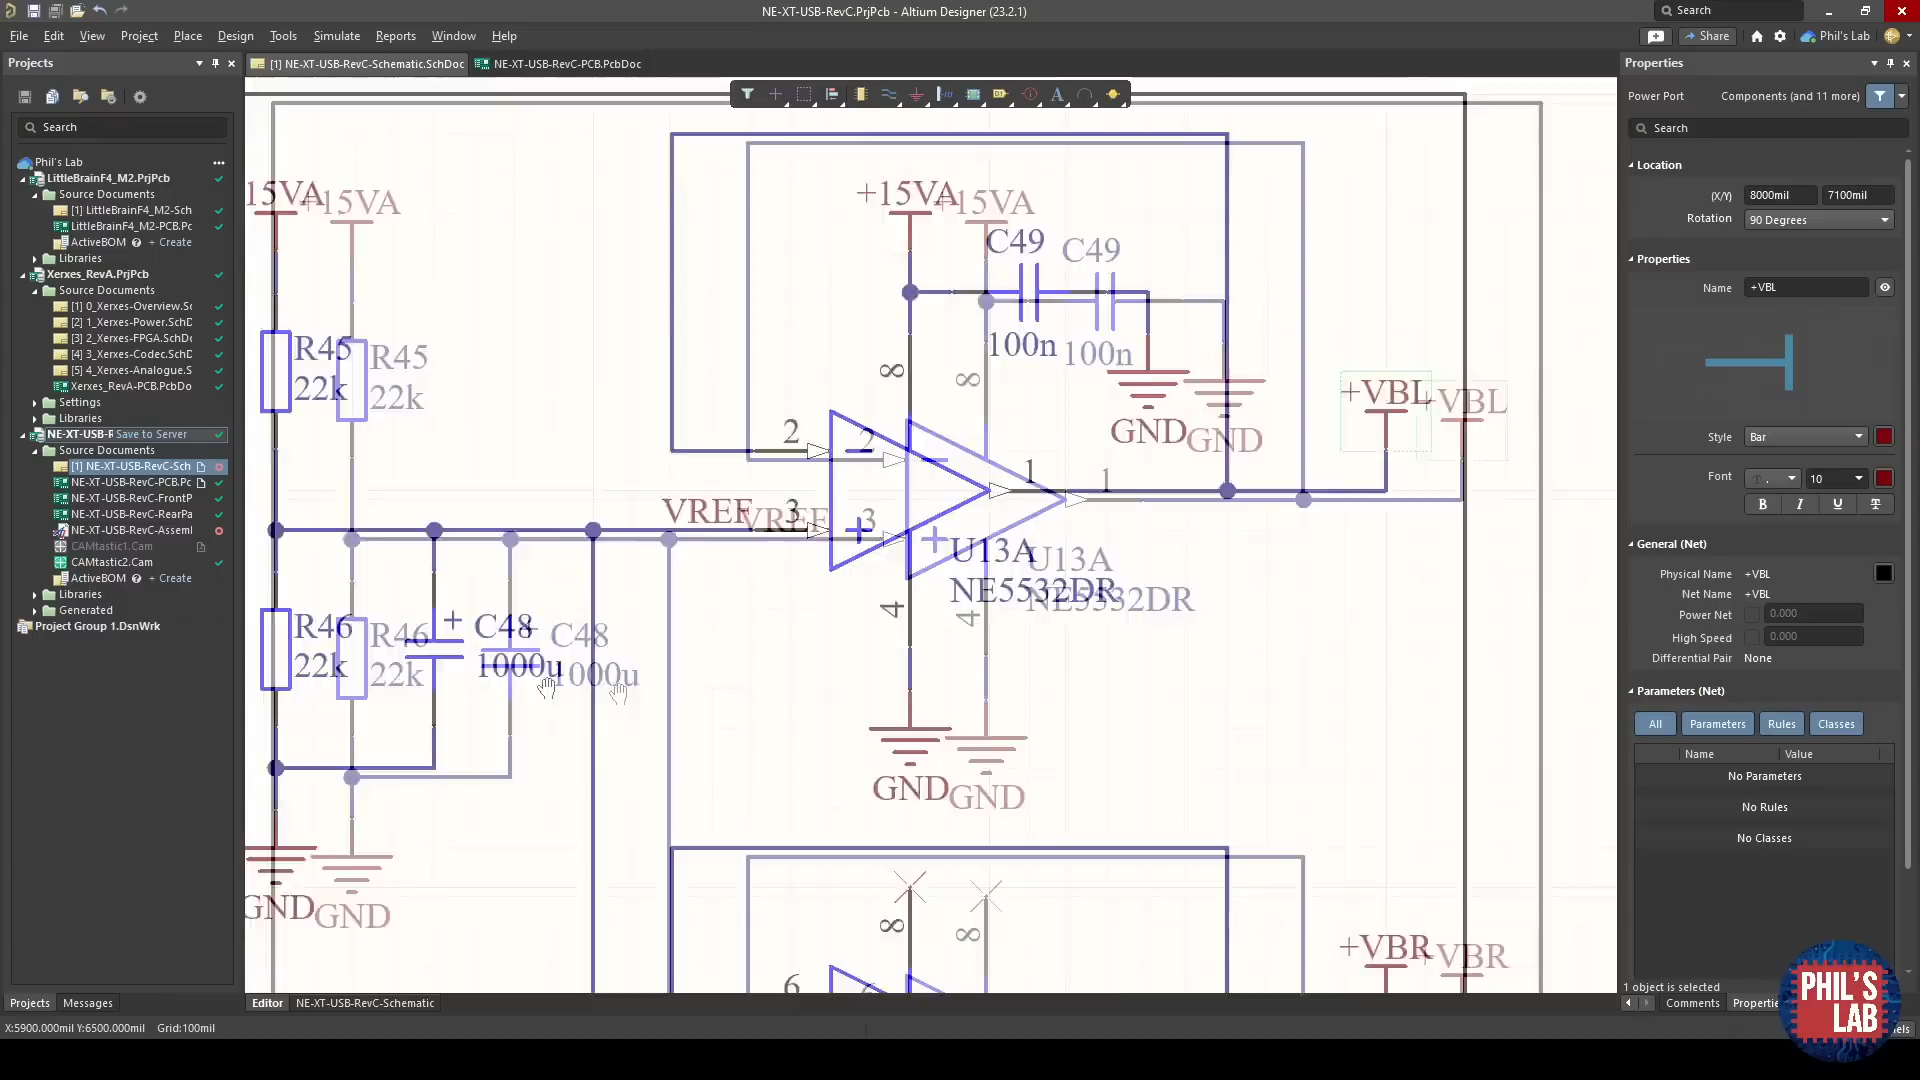 NE-XT-USB-RevC.PrjPcb - Altium Designer (23.2.1)
Search
File Edit View Project Place Design Tools Simulate Reports Window Help
Share
Phil's Lab
Projects
[1] NE-XT-USB-RevC-Schematic.SchDoc
NE-XT-USB-RevC-PCB.PcbDoc
Properties
Power Port
Components (and 11 more)
Search
Search
Phil's Lab
LittleBrainF4_M2.PrjPcb
Source Documents
[1] LittleBrainF4_M2-Sch
LittleBrainF4_M2-PCB.Pc
ActiveBOM + Create
Libraries
Xerxes_RevA.PrjPcb
Source Documents
[1] 0_Xerxes-Overview.Sc
[2] 1_Xerxes-Power.SchD
[3] 2_Xerxes-FPGA.SchDc
[4] 3_Xerxes-Codec.SchD
[5] 4_Xerxes-Analogue.S
Xerxes_RevA-PCB.PcbDo
Settings
Libraries
NE-XT-USB-R Save to Server
Source Documents
[1] NE-XT-USB-RevC-Sch
NE-XT-USB-RevC-PCB.Pc
NE-XT-USB-RevC-FrontP
NE-XT-USB-RevC-RearPa
NE-XT-USB-RevC-Assembl
CAMtastic1.Cam
CAMtastic2.Cam
ActiveBOM + Create
Libraries
Generated
Project Group 1.DsnWrk
15VA 15VA
+15VA 15VA
C49 C49
100n 100n
R45 R45
22k 22k
8 8
GND GND
+VBL +VBL
2 2
1 1
VREF VREF
3 3
U13A U13A
NE5532DR NE5532DR
4 4
R46 R46
22k 22k
+ C48 + C48
1000u 1000u
GND GND
GND GND
8 8
+VBR VBR
6
Location
(X/Y) 8000mil 7100mil
Rotation 90 Degrees
Properties
Name +VBL
Style Bar
Font 10
B I U T
General (Net)
Physical Name +VBL
Net Name +VBL
Power Net 0.000
High Speed 0.000
Differential Pair None
Parameters (Net)
All Parameters Rules Classes
Name Value
No Parameters
No Rules
No Classes
1 object is selected
Projects Messages
Editor NE-XT-USB-RevC-Schematic
Comments Propertie
X:5900.000mil Y:6500.000mil Grid:100mil
PHIL'S
LAB